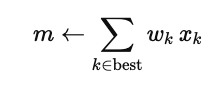 m ← ∑_{k∈best} w_k x_k